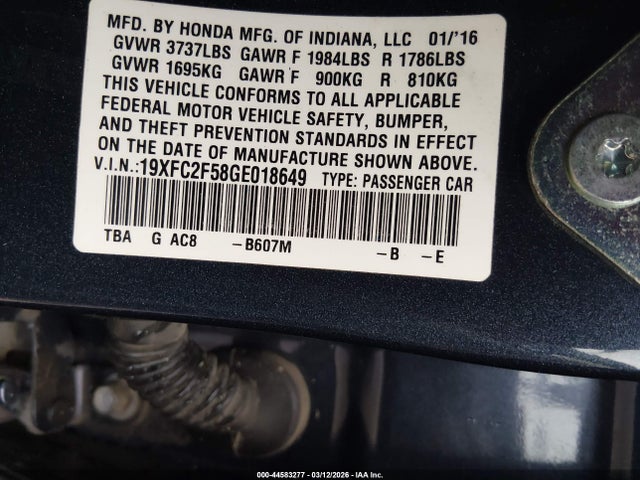 MFD. BY HONDA MFG. OF INDIANA, LLC 01/'16
GVWR 3737LBS GAWR F 1984LBS R 1786LBS
GVWR 1695KG GAWR F 900KG R 810KG
THIS VEHICLE CONFORMS TO ALL APPLICABLE
FEDERAL MOTOR VEHICLE SAFETY, BUMPER,
AND THEFT PREVENTION STANDARDS IN EFFECT
ON THE DATE OF MANUFACTURE SHOWN ABOVE.
V.I.N.:19XFC2F58GE018649 TYPE: PASSENGER CAR
TBA G AC8 -B607M -B -E
000-44583277 - 03/12/2026 - IAA Inc.